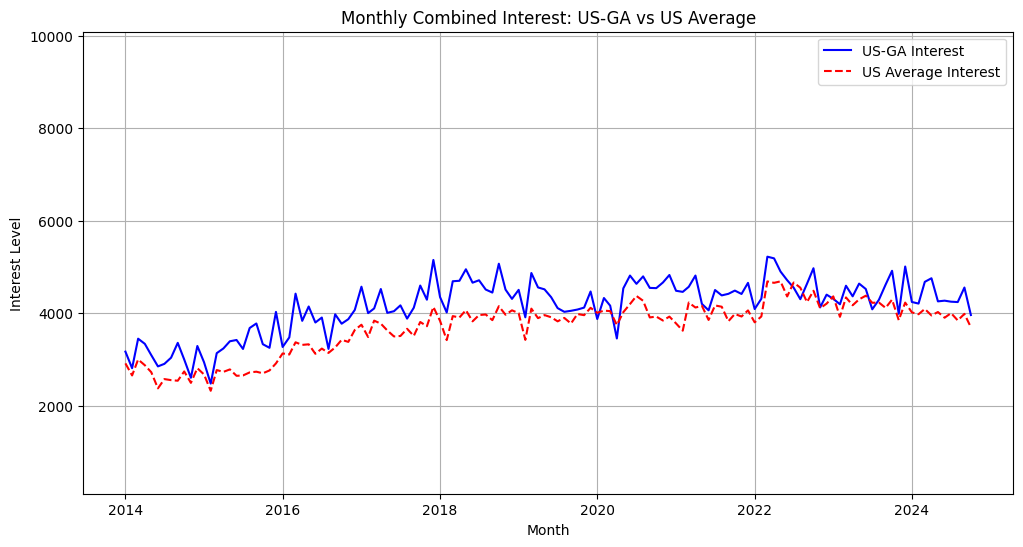 Monthly Combined Interest: US-GA vs US Average
10000
8000
6000
4000
2000
Interest Level
US-GA Interest
US Average Interest
2014 2016 2018 2020 2022 2024
Month